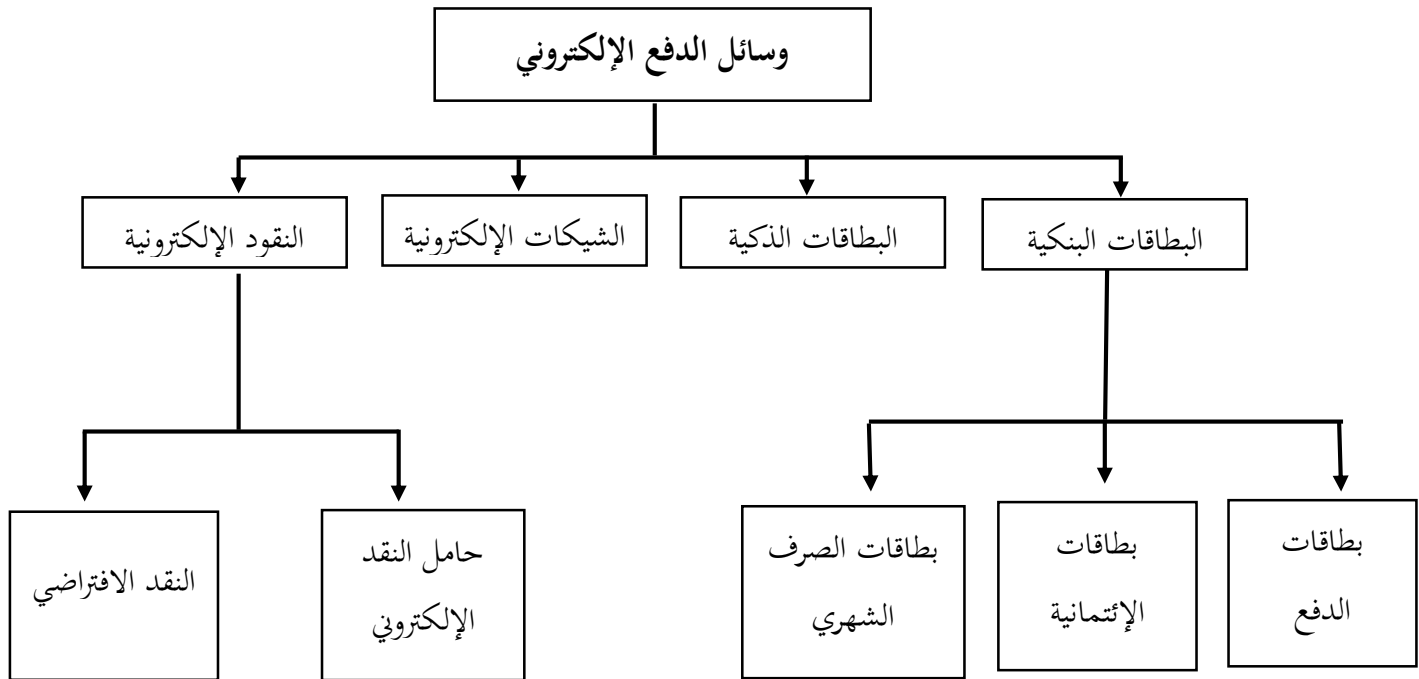 وسائل الدفع الإلكتروني
البطاقات البنكية
البطاقات الذكية
الشيكات الإلكترونية
النقود الإلكترونية
بطاقات
الدفع
بطاقات
الإئتمانية
بطاقات الصرف
الشهري
حامل النقد
الإلكتروني
النقد الافتراضي